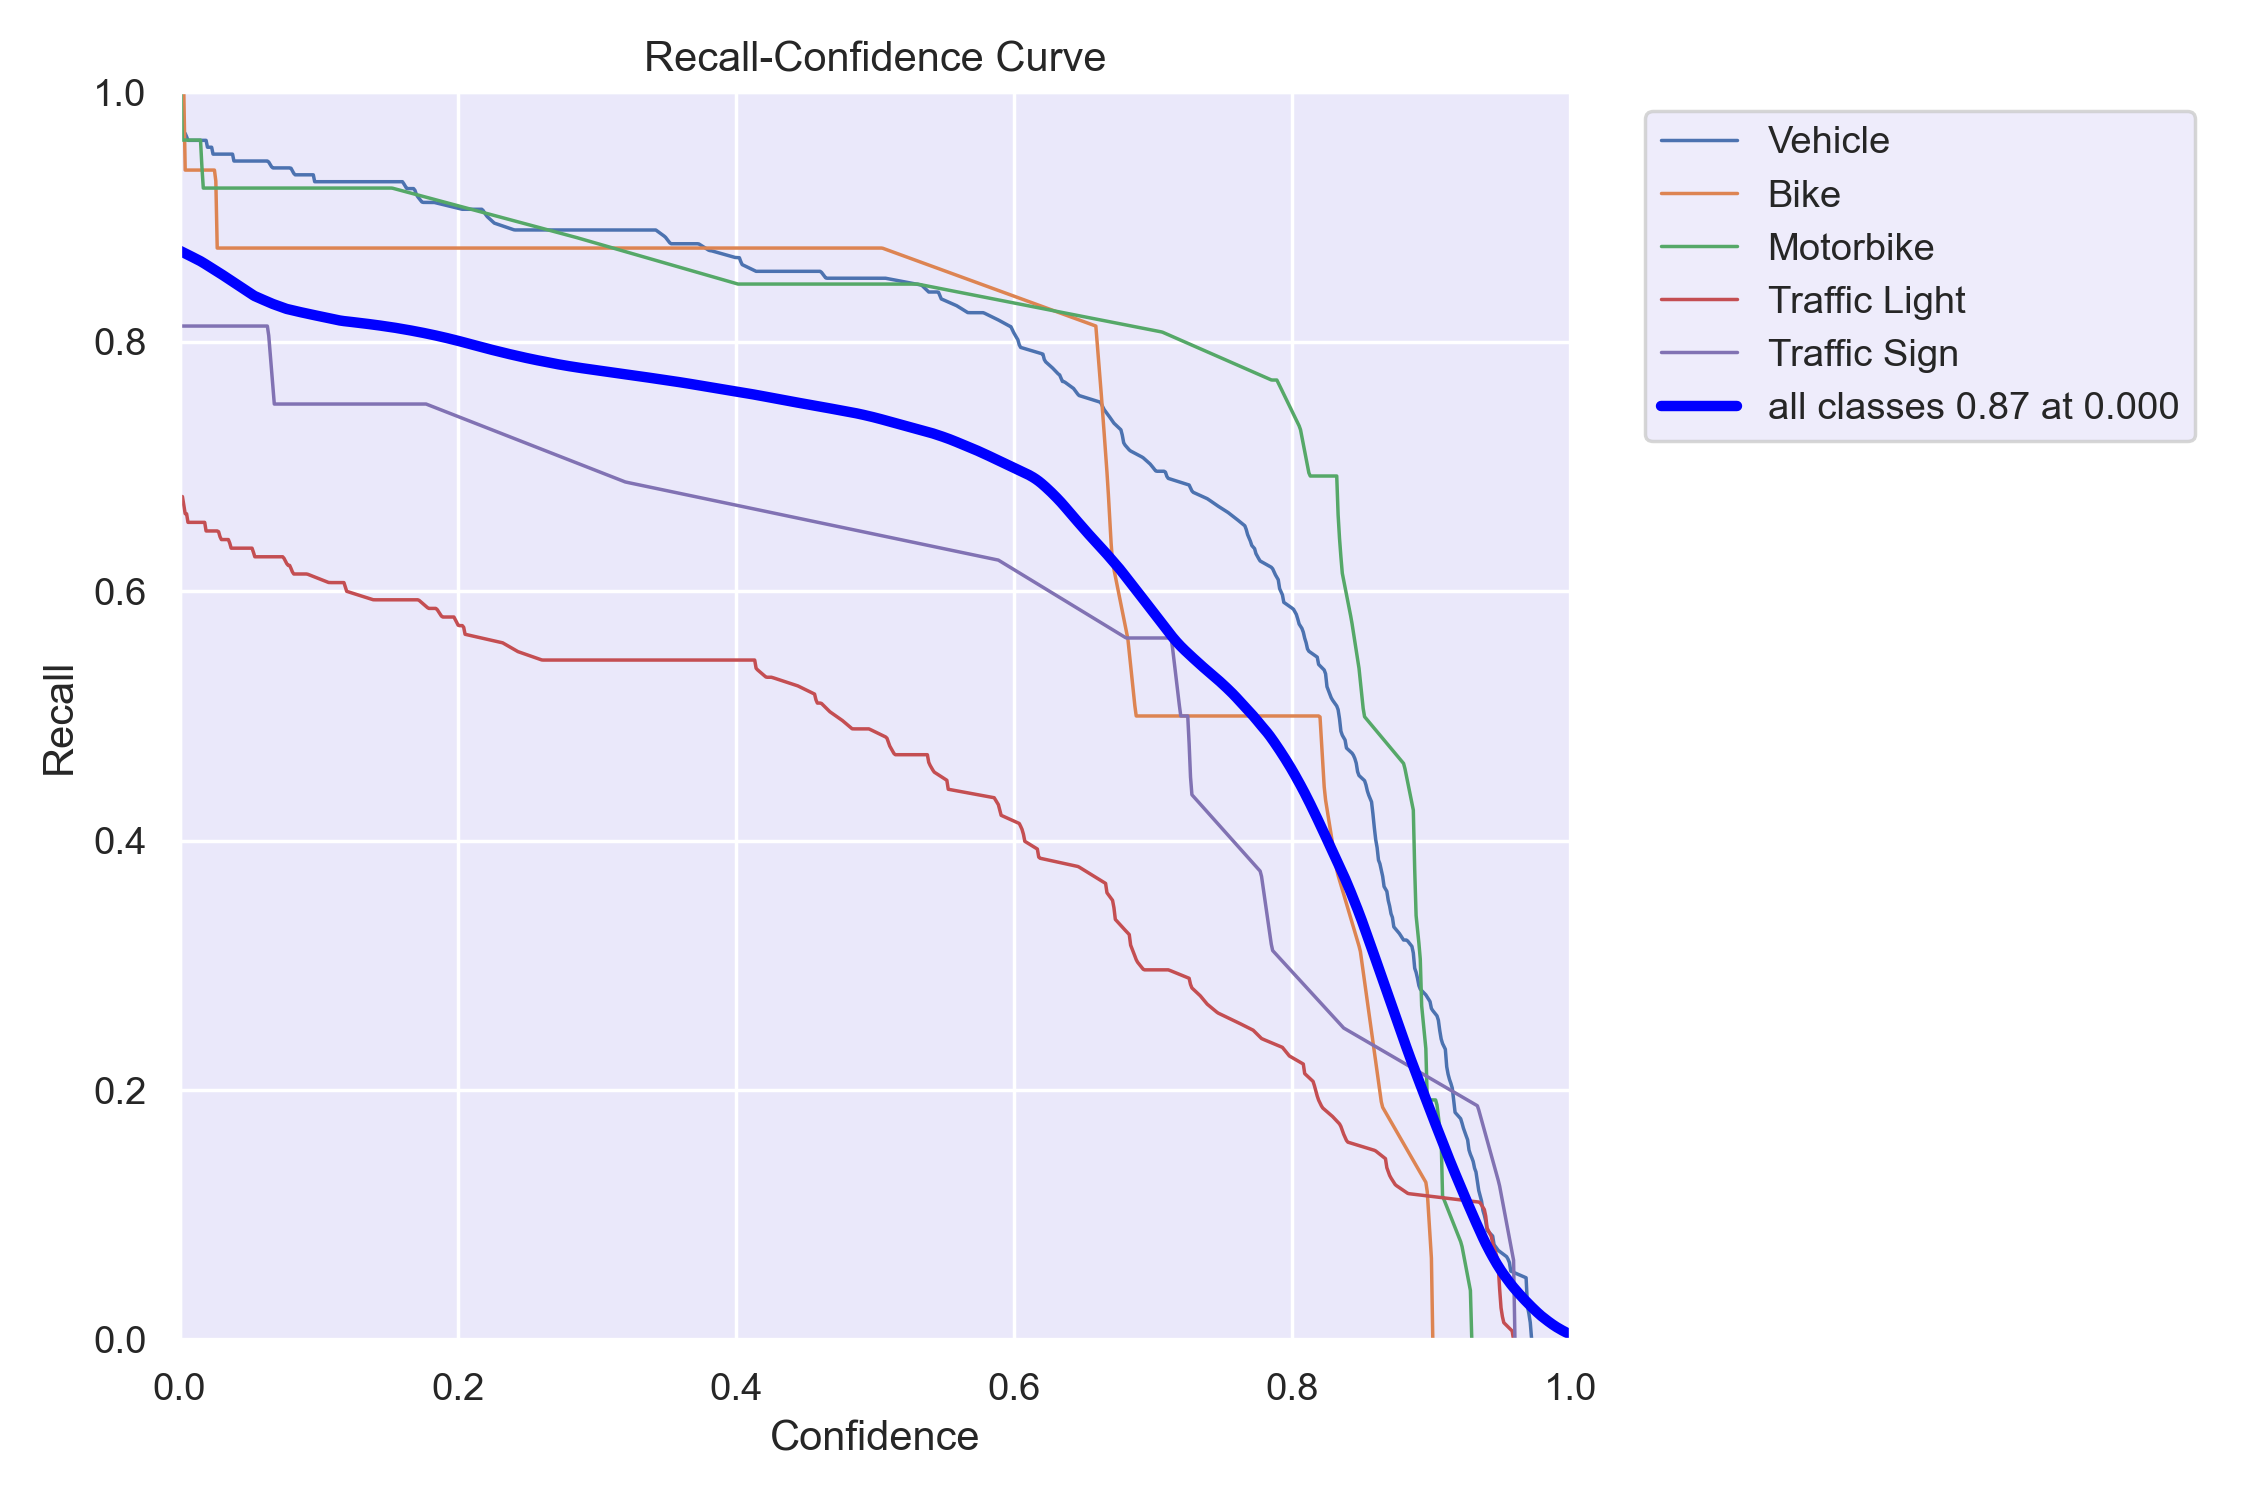 Recall-Confidence Curve
1.0
0.8
0.6
0.4
0.2
0.0
Recall
0.0 0.2 0.4 0.6 0.8 1.0
Confidence
Vehicle
Bike
Motorbike
Traffic Light
Traffic Sign
all classes 0.87 at 0.000